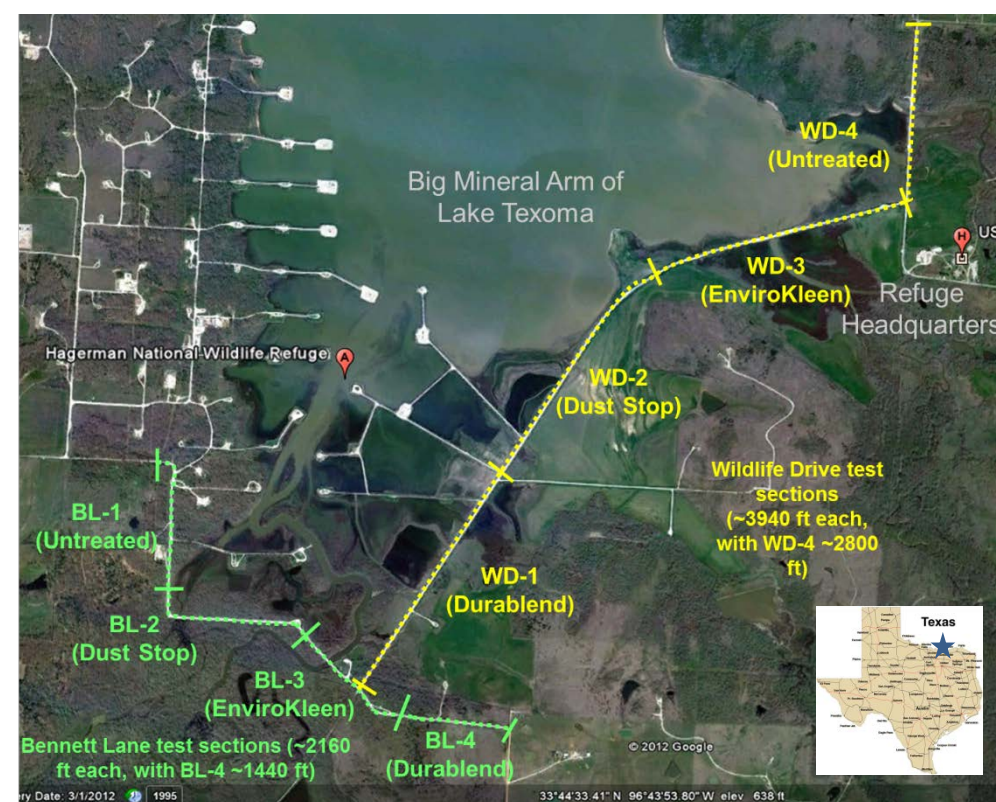 WD-4
(Untreated)
Big Mineral Arm of
Lake Texoma
H
US
WD-3
(EnviroKleen)
Refuge
Headquarters
Hagerman National Wildlife Refuge
A
WD-2
(Dust Stop)
Wildlife Drive test
sections
(~3940 ft each,
with WD-4 ~2800
ft)
BL-1
(Untreated)
WD-1
(Durablend)
BL-2
(Dust Stop)
BL-3
(EnviroKleen)
BL-4
(Durablend)
Bennett Lane test sections (~2160
ft each, with BL-4 ~1440 ft)
Texas
© 2012 Google
ry Date: 3/1/2012
1995
33°44'33.41" N 96°43'53.80" W elev 638 ft